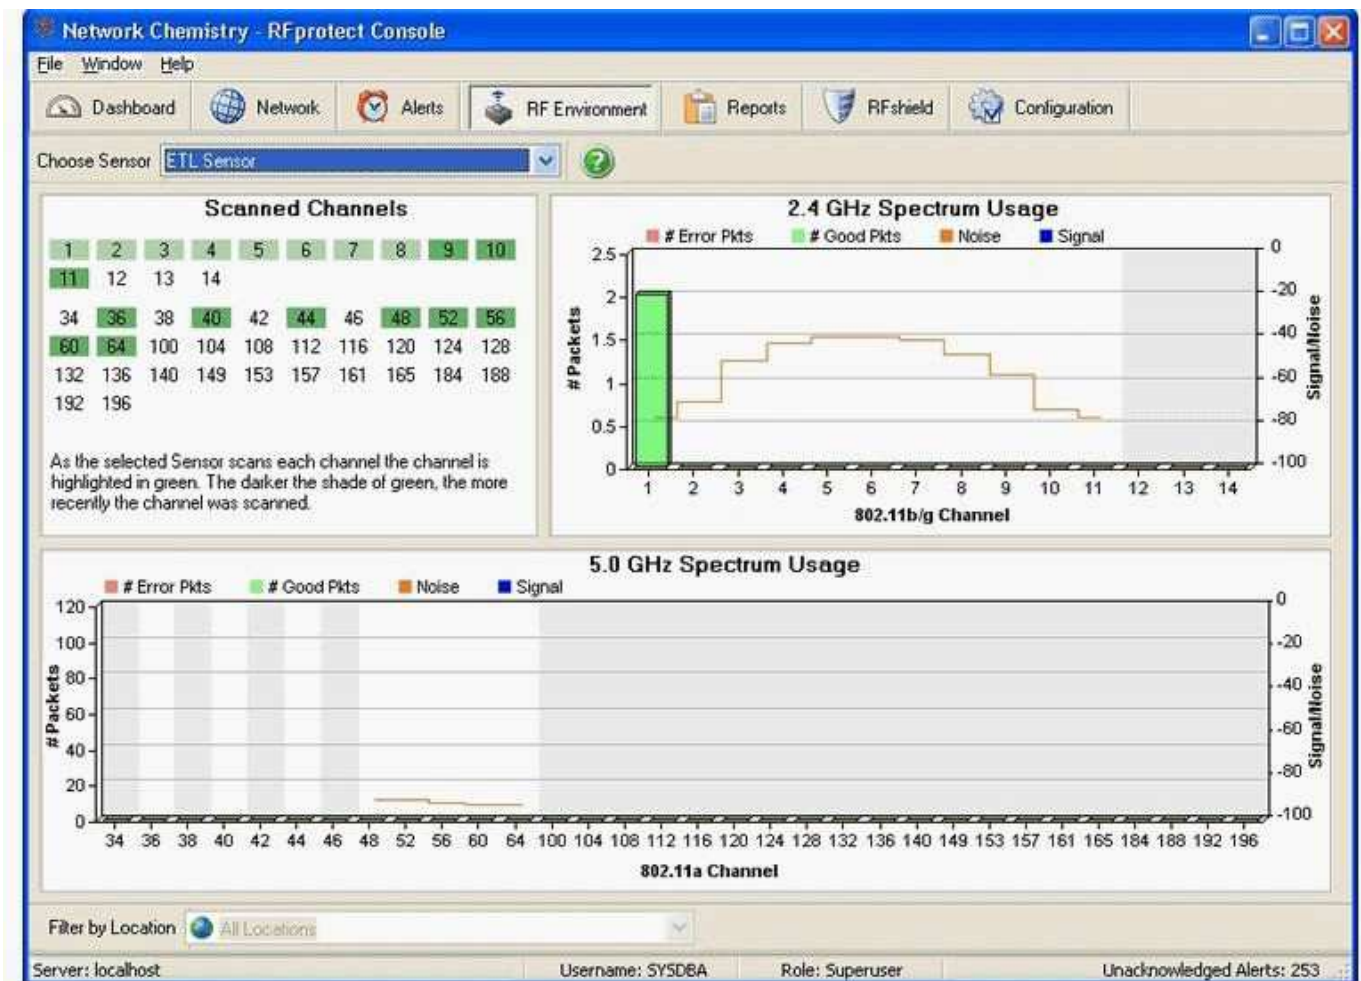 Network Chemistry - RFprotect Console
File Window Help
Dashboard Network Alerts RF Environment Reports RFshield Configuration
Choose Sensor ETL Sensor
Scanned Channels
1 2 3 4 5 6 7 8 9 10
11 12 13 14
34 36 38 40 42 44 46 48 52 56
60 64 100 104 108 112 116 120 124 128
132 136 140 149 153 157 161 165 184 188
192 196
As the selected Sensor scans each channel the channel is
highlighted in green. The darker the shade of green, the more
recently the channel was scanned.
2.4 GHz Spectrum Usage
# Error Pkts # Good Pkts Noise Signal
2.5
2
1.5
1
0.5
0
# Packets
0
-20
-40
-60
-80
-100
Signal/Noise
1 2 3 4 5 6 7 8 9 10 11 12 13 14
802.11b/g Channel
5.0 GHz Spectrum Usage
# Error Pkts # Good Pkts Noise Signal
120
100
80
60
40
20
0
# Packets
0
-20
-40
-60
-80
-100
Signal/Noise
34 36 38 40 42 44 46 48 52 56 60 64 100 104 108 112 116 120 124 128 132 136 140 149 153 157 161 165 184 188 192 196
802.11a Channel
Filter by Location All Locations
Server: localhost Username: SYSDBA Role: Superuser Unacknowledged Alerts: 253